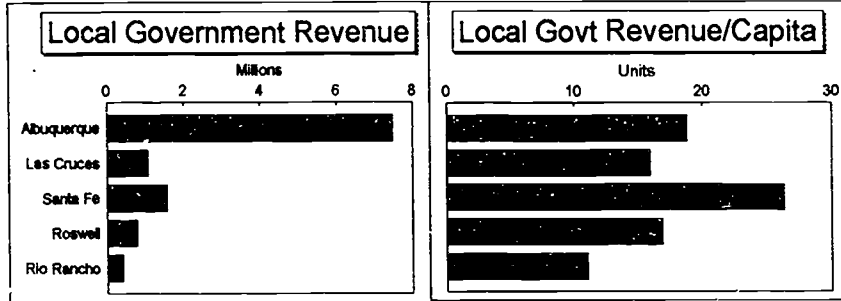 Local Government Revenue
Millions
0 2 4 6 8
Albuquerque
Las Cruces
Santa Fe
Roswell
Rio Rancho
Local Govt Revenue/Capita
Units
0 10 20 30